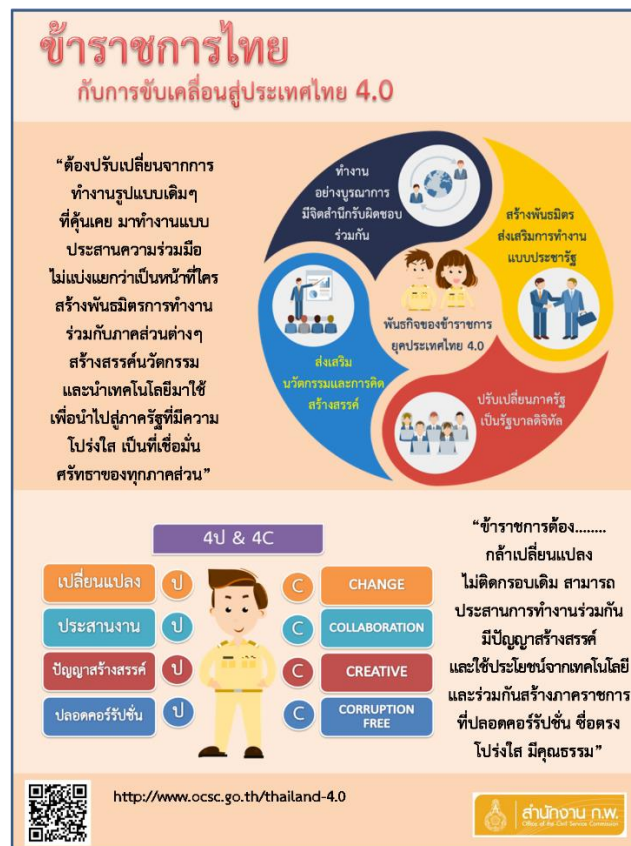 ข้าราชการไทย
กับการขับเคลื่อนสู่ประเทศไทย 4.0
“ต้องปรับเปลี่ยนจากการ
ทำงานรูปแบบเดิมๆ
ที่คุ้นเคย มาทำงานแบบ
ประสานความร่วมมือ
ไม่แบ่งแยกว่าเป็นหน้าที่ใคร
สร้างพันธมิตรการทำงาน
ร่วมกับภาคส่วนต่างๆ
สร้างสรรค์นวัตกรรม
และนำเทคโนโลยีมาใช้
เพื่อนำไปสู่ภาครัฐที่มีความ
โปร่งใส เป็นที่เชื่อมั่น
ศรัทธาของทุกภาคส่วน”
ทำงาน
อย่างบูรณาการ
มีจิตสำนึกรับผิดชอบ
ร่วมกัน
สร้างพันธมิตร
ส่งเสริมการทำงาน
แบบประชารัฐ
พันธกิจของข้าราชการ
ยุคประเทศไทย 4.0
ส่งเสริม
นวัตกรรมและการคิด
สร้างสรรค์
ปรับเปลี่ยนภาครัฐ
เป็นรัฐบาลดิจิทัล
4ป & 4C
เปลี่ยนแปลง ป C CHANGE
ประสานงาน ป C COLLABORATION
ปัญญาสร้างสรรค์ ป C CREATIVE
ปลอดคอร์รัปชั่น ป C CORRUPTION
FREE
“ข้าราชการต้อง........
กล้าเปลี่ยนแปลง
ไม่ติดกรอบเดิม สามารถ
ประสานการทำงานร่วมกัน
มีปัญญาสร้างสรรค์
และใช้ประโยชน์จากเทคโนโลยี
และร่วมกันสร้างภาคราชการ
ที่ปลอดคอร์รัปชั่น ซื่อตรง
โปร่งใส มีคุณธรรม”
http://www.ocsc.go.th/thailand-4.0
สำนักงาน ก.พ.
Office of the Civil Service Commission